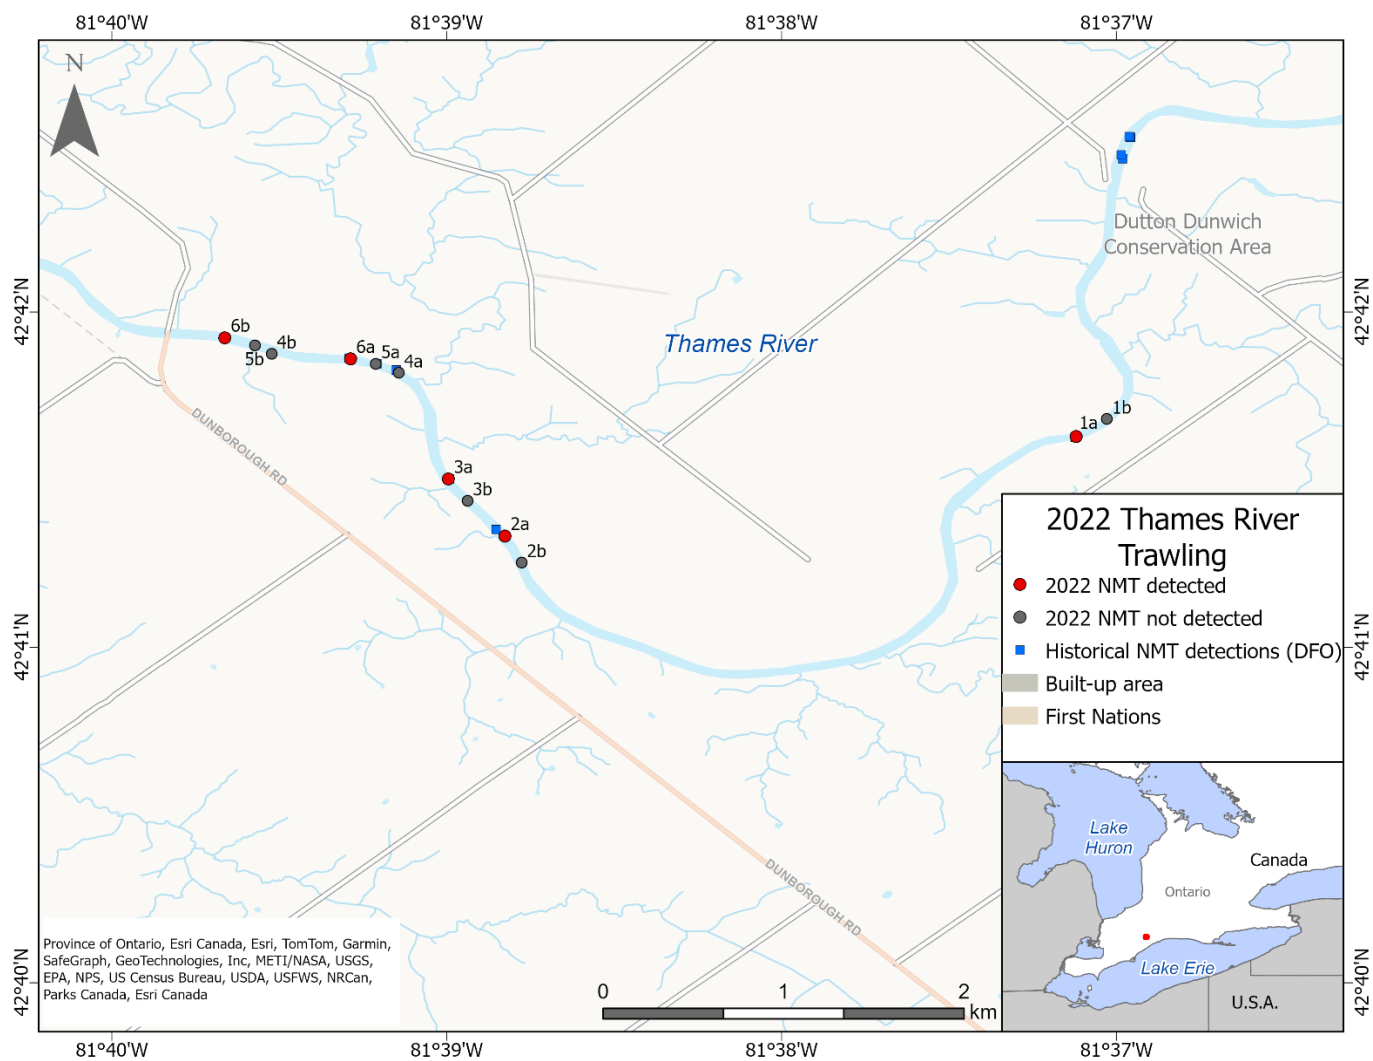 81°40'W
81°39'W
81°38'W
81°37'W
N
Dutton Dunwich
Conservation Area
42°42'N
42°42'N
6b
5b
4b
6a
5a
4a
Thames River
1b
1a
DUNBOROUGH RD
3a
3b
2a
2b
2022 Thames River
Trawling
2022 NMT detected
2022 NMT not detected
Historical NMT detections (DFO)
Built-up area
First Nations
42°41'N
42°41'N
Lake
Huron
Canada
Ontario
Lake Erie
U.S.A.
DUNBOROUGH RD
Province of Ontario, Esri Canada, Esri, TomTom, Garmin,
SafeGraph, GeoTechnologies, Inc, METI/NASA, USGS,
EPA, NPS, US Census Bureau, USDA, USFWS, NRCan,
Parks Canada, Esri Canada
0 1 2
km
42°40'N
42°40'N
81°40'W
81°39'W
81°38'W
81°37'W